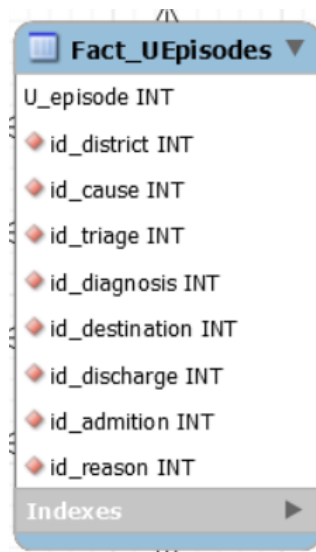 Fact_UEpisodes
U_episode INT
id_district INT
id_cause INT
id_triage INT
id_diagnosis INT
id_destination INT
id_discharge INT
id_admition INT
id_reason INT
Indexes